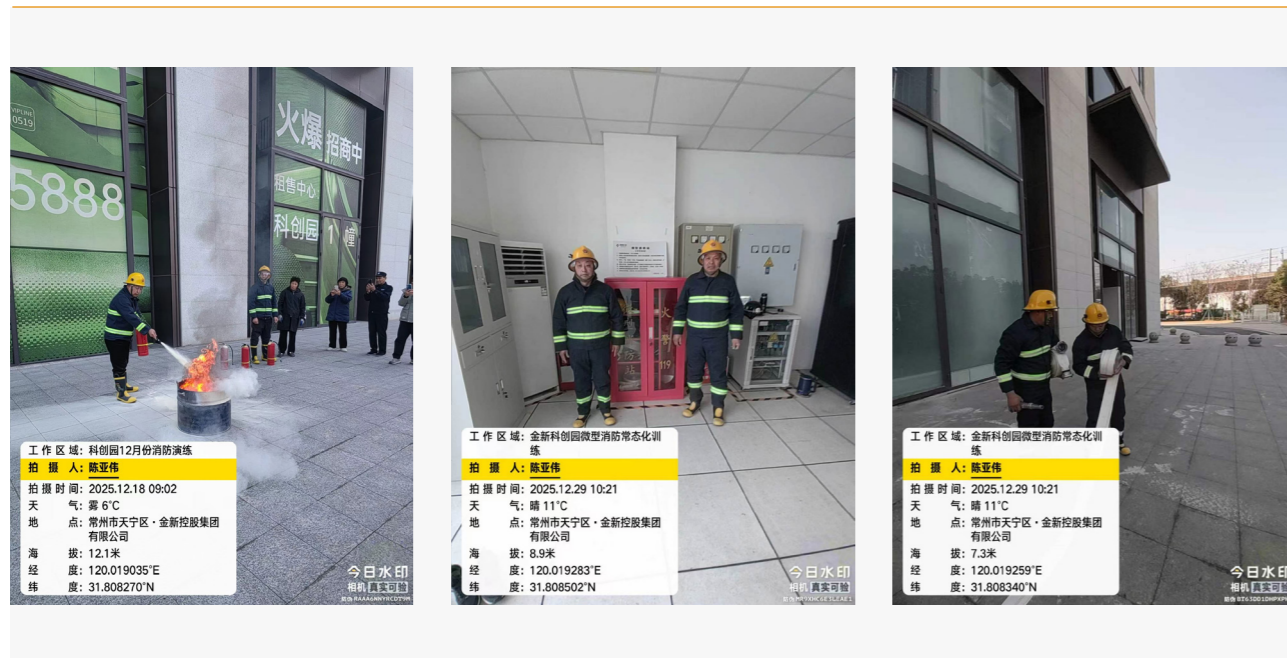 VIPLINE
0519
5888
火爆招商中
租售中心
科创园 1 幢
工作区域：科创园12月份消防演练
拍 摄 人：陈亚伟
拍摄时间：2025.12.18 09:02
天 气：雾 6°C
地 点：常州市天宁区·金新控股集团
有限公司
海 拔：12.1米
经 度：120.019035°E
纬 度：31.808270°N
今日水印
相机 真实可验
火警
119
站
工作区域：金新科创园微型消防常态化训
练
拍 摄 人：陈亚伟
拍摄时间：2025.12.29 10:21
天 气：晴 11°C
地 点：常州市天宁区·金新控股集团
有限公司
海 拔：8.9米
经 度：120.019283°E
纬 度：31.808502°N
今日水印
相机 真实可验
工作区域：金新科创园微型消防常态化训
练
拍 摄 人：陈亚伟
拍摄时间：2025.12.29 10:21
天 气：晴 11°C
地 点：常州市天宁区·金新控股集团
有限公司
海 拔：7.3米
经 度：120.019259°E
纬 度：31.808340°N
今日水印
相机 真实可验